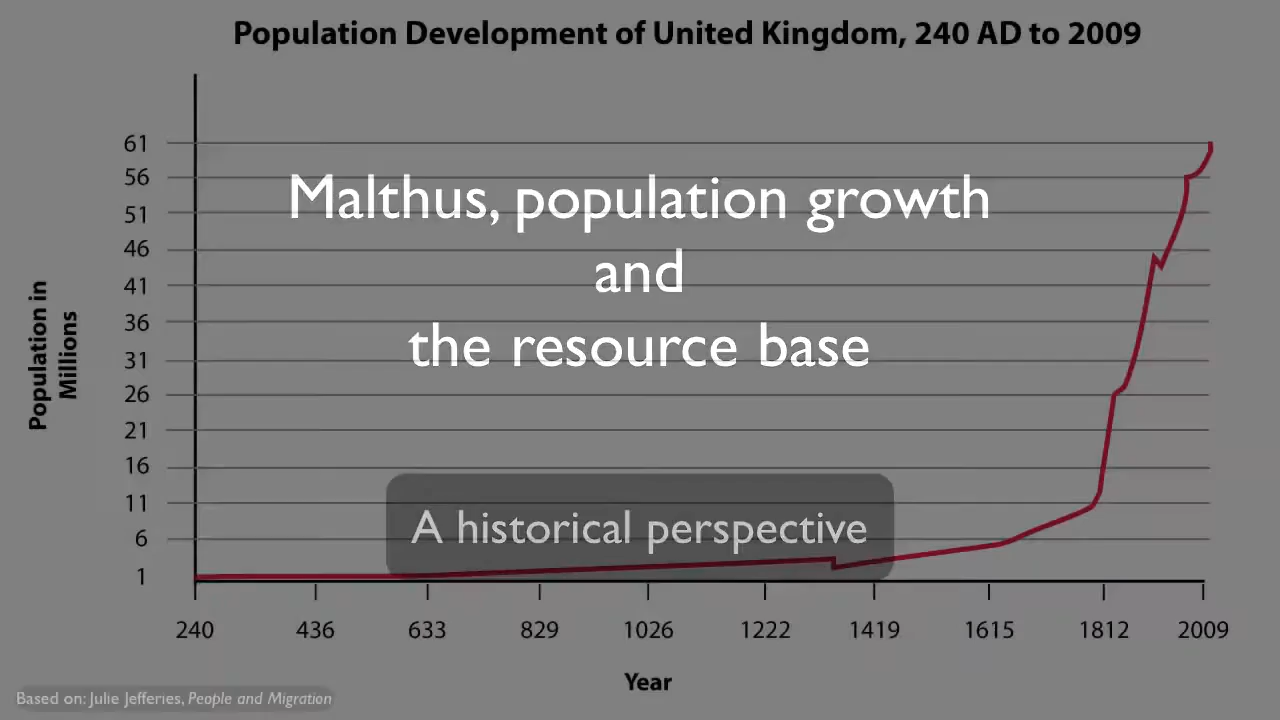 Population Development of United Kingdom, 240 AD to 2009
61
56
51
46
41
36
31
26
21
16
11
6
1
Population in
Millions
Malthus, population growth
and
the resource base
A historical perspective
240 436 633 829 1026 1222 1419 1615 1812 2009
Year
Based on: Julie Jefferies, People and Migration